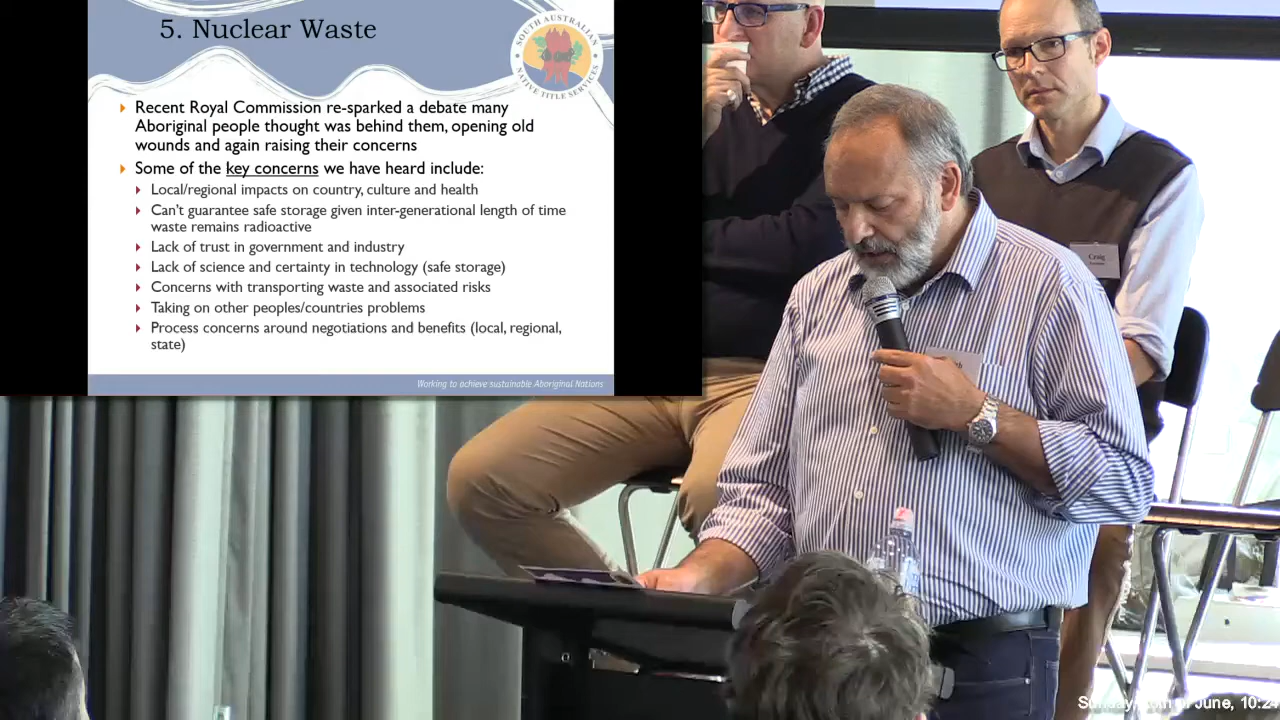 5. Nuclear Waste
SOUTH AUSTRALIAN
NATIVE TITLE SERVICES
Recent Royal Commission re-sparked a debate many
Aboriginal people thought was behind them, opening old
wounds and again raising their concerns
Some of the key concerns we have heard include:
Local/regional impacts on country, culture and health
Can't guarantee safe storage given inter-generational length of time
waste remains radioactive
Lack of trust in government and industry
Lack of science and certainty in technology (safe storage)
Concerns with transporting waste and associated risks
Taking on other peoples/countries problems
Process concerns around negotiations and benefits (local, regional,
state)
Working to achieve sustainable Aboriginal Nations
Craig
of June, 10:2